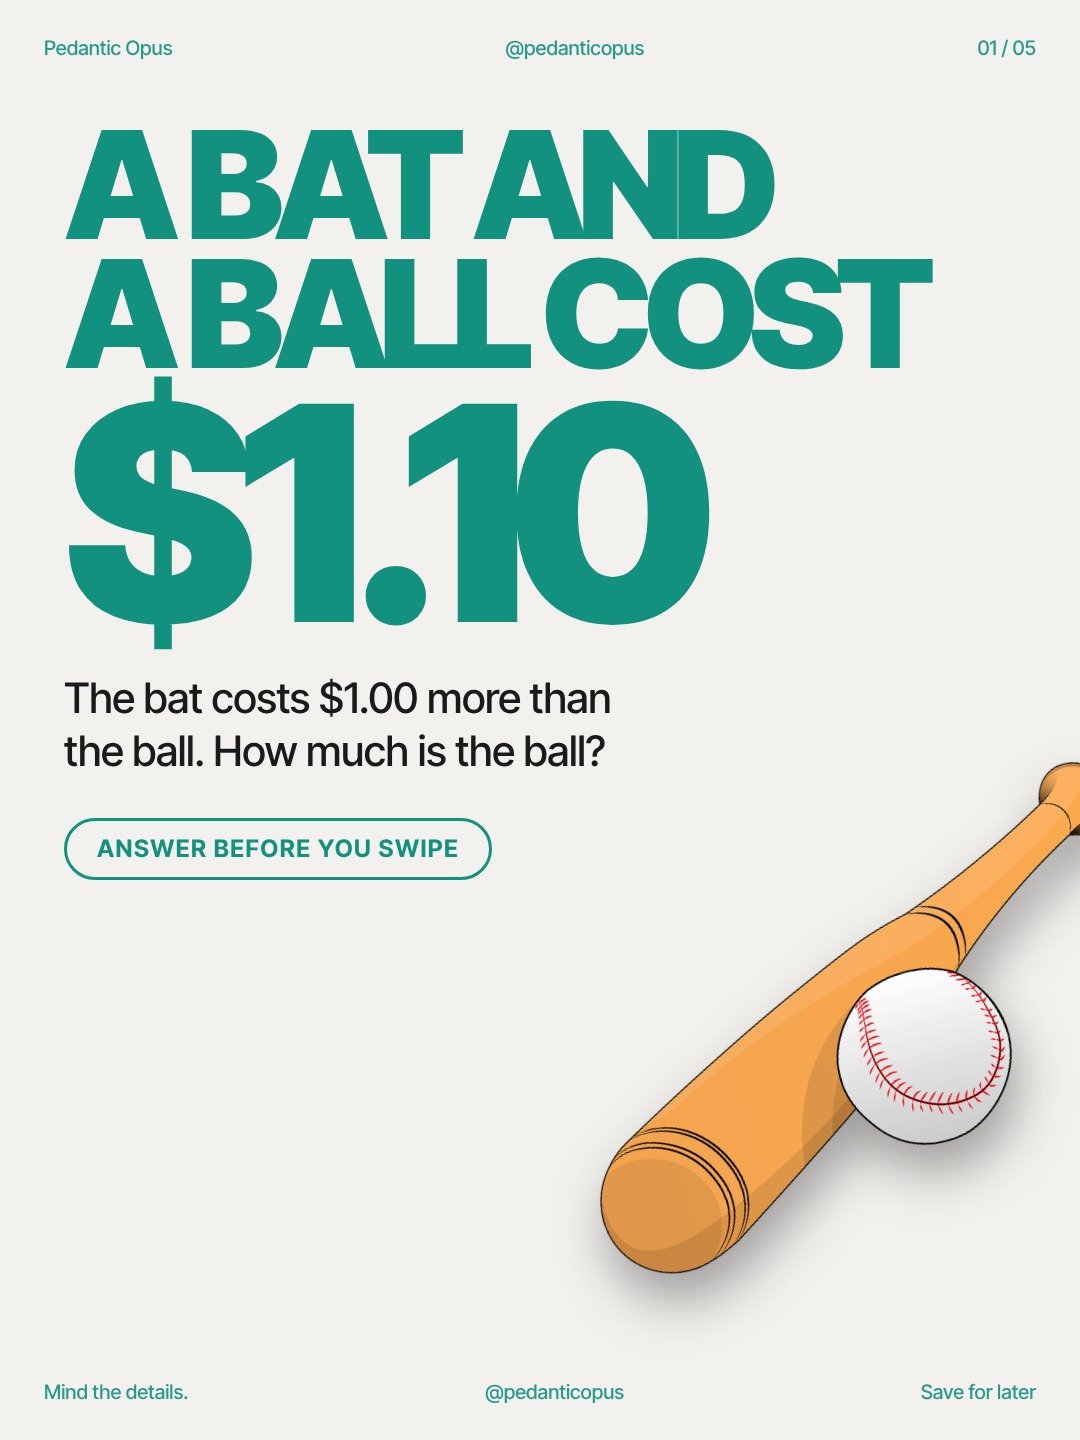 Pedantic Opus
@pedanticopus
01 / 05
A BAT AND
A BALL COST
$1.10
The bat costs $1.00 more than
the ball. How much is the ball?
ANSWER BEFORE YOU SWIPE
Mind the details.
@pedanticopus
Save for later